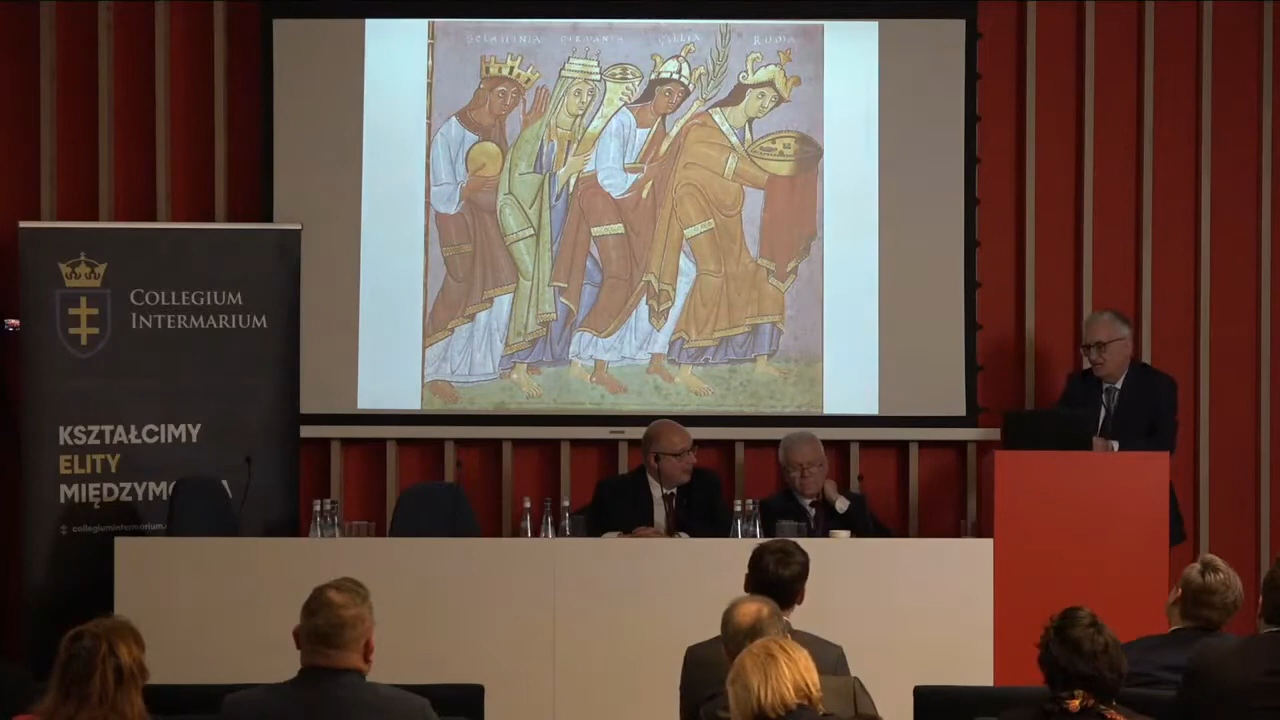 SCLAVINIA GERMANIA GALLIA ROMA
COLLEGIUM
INTERMARIUM
KSZTAŁCIMY
ELITY